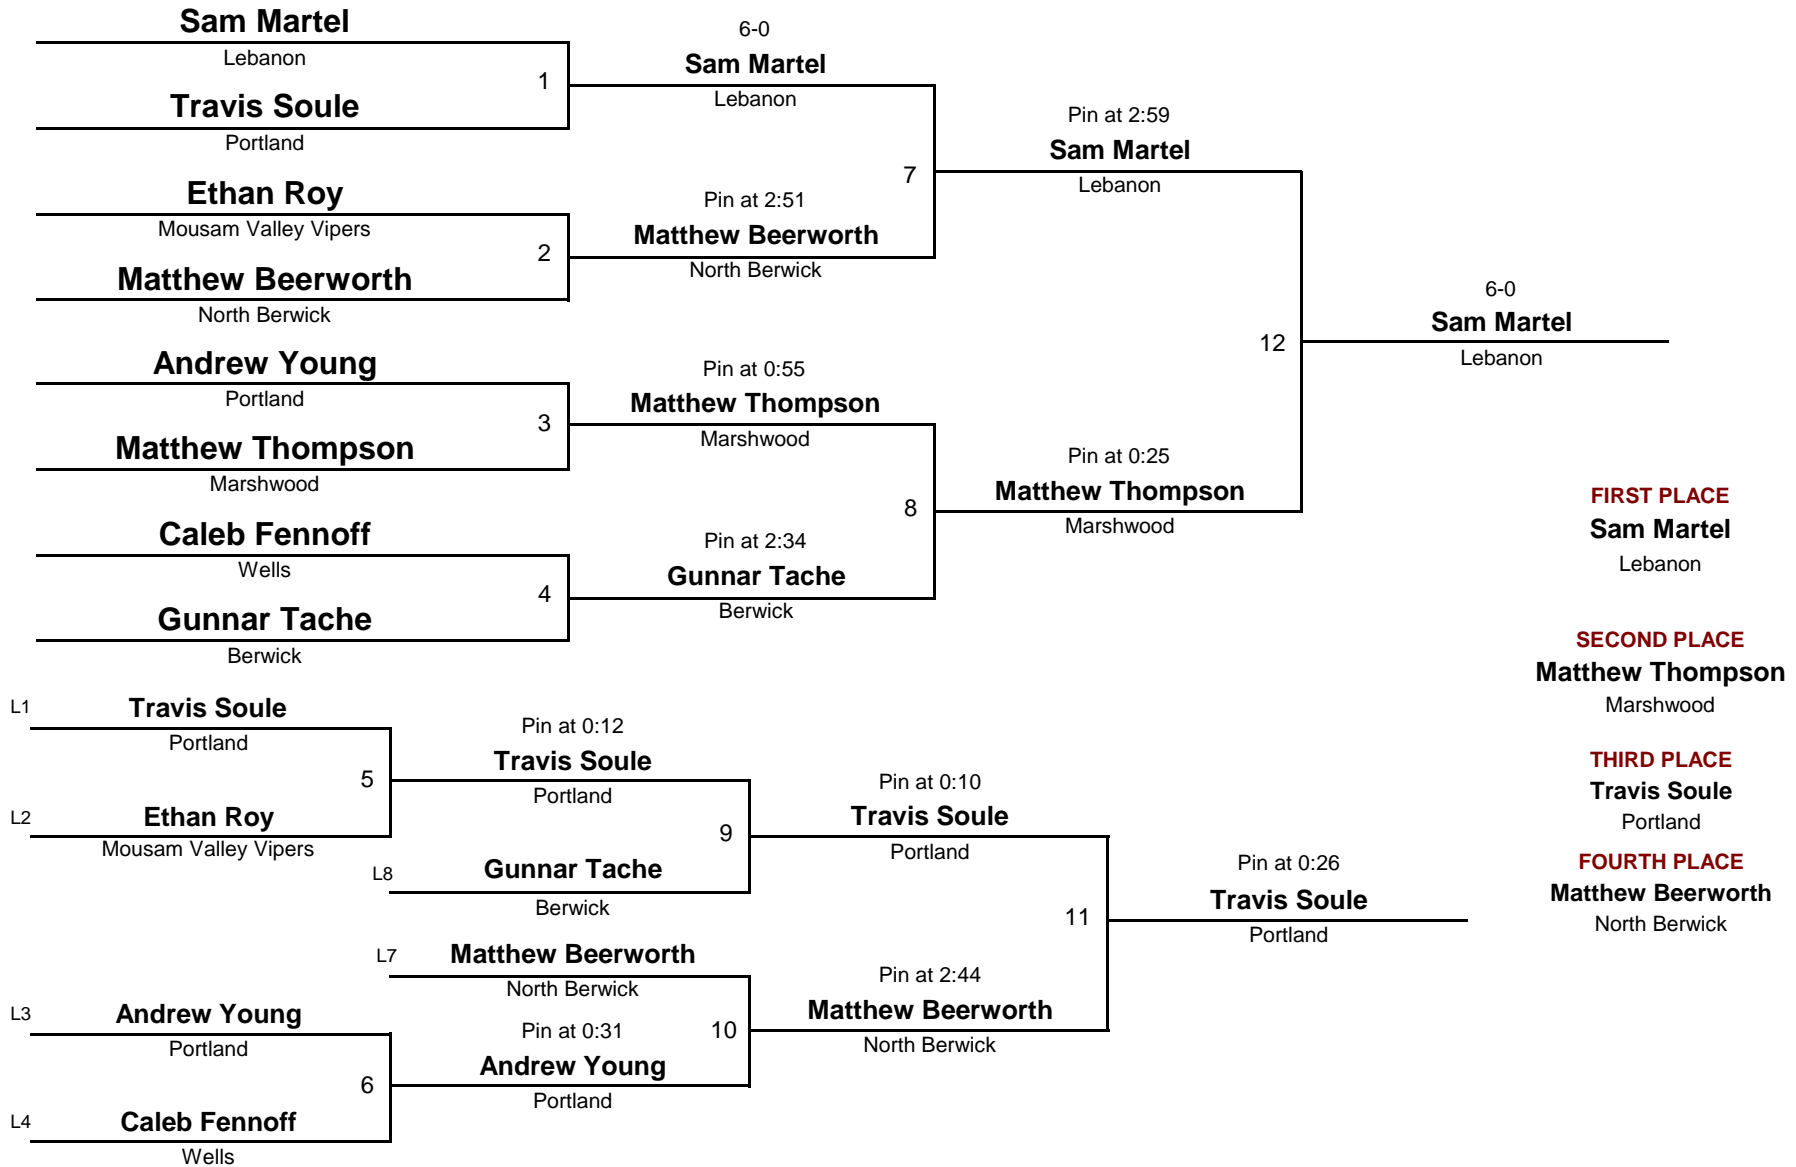 Sam Martel
Lebanon
1
Travis Soule
Portland
Ethan Roy
Mousam Valley Vipers
2
Matthew Beerworth
North Berwick
Andrew Young
Portland
3
Matthew Thompson
Marshwood
Caleb Fennoff
Wells
4
Gunnar Tache
Berwick
6-0
Sam Martel
Lebanon
7
Pin at 2:51
Matthew Beerworth
North Berwick
Pin at 0:55
Matthew Thompson
Marshwood
8
Pin at 2:34
Gunnar Tache
Berwick
Pin at 2:59
Sam Martel
Lebanon
12
Pin at 0:25
Matthew Thompson
Marshwood
6-0
Sam Martel
Lebanon
FIRST PLACE
Sam Martel
Lebanon
SECOND PLACE
Matthew Thompson
Marshwood
THIRD PLACE
Travis Soule
Portland
FOURTH PLACE
Matthew Beerworth
North Berwick
L1 Travis Soule
Portland
5
L2 Ethan Roy
Mousam Valley Vipers
Pin at 0:12
Travis Soule
Portland
9
L8 Gunnar Tache
Berwick
L7 Matthew Beerworth
North Berwick
10
Pin at 0:31
Andrew Young
Portland
L3 Andrew Young
Portland
6
L4 Caleb Fennoff
Wells
Pin at 0:10
Travis Soule
Portland
11
Pin at 2:44
Matthew Beerworth
North Berwick
Pin at 0:26
Travis Soule
Portland